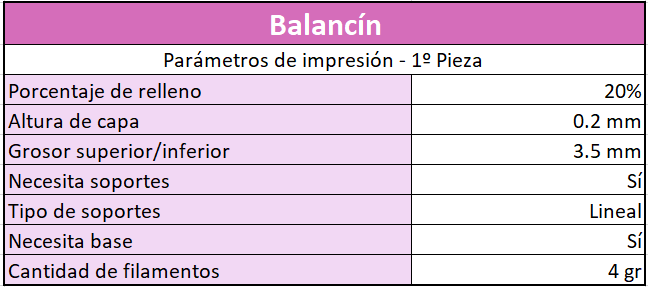 Balancín
Parámetros de impresión - 1º Pieza
Porcentaje de relleno 20%
Altura de capa 0.2 mm
Grosor superior/inferior 3.5 mm
Necesita soportes Sí
Tipo de soportes Lineal
Necesita base Sí
Cantidad de filamentos 4 gr